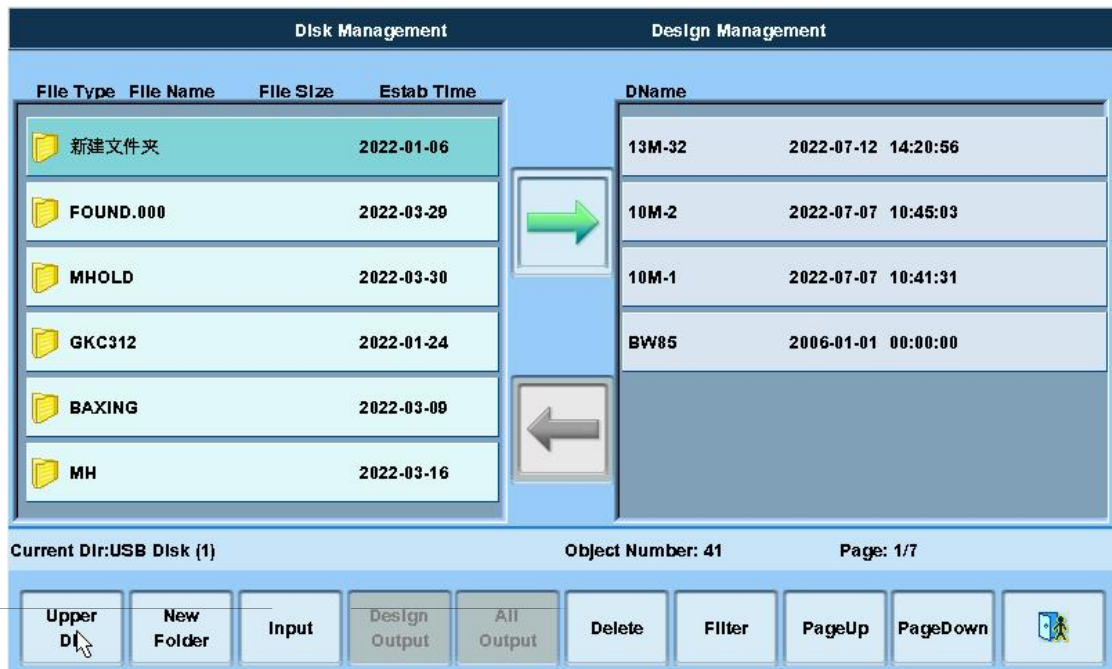 Disk Management Design Management
File Type File Name File Size Estab Time DName
新建文件夹 2022-01-06 13M-32 2022-07-12 14:20:56
FOUND.000 2022-03-29 10M-2 2022-07-07 10:45:03
MHOLD 2022-03-30 10M-1 2022-07-07 10:41:31
GKC312 2022-01-24 BW85 2006-01-01 00:00:00
BAXING 2022-03-09
MH 2022-03-16
Current Dir:USB Disk (1) Object Number: 41 Page: 1/7
Upper New Design All
Folder Input Output Output Delete Filter PageUp PageDown